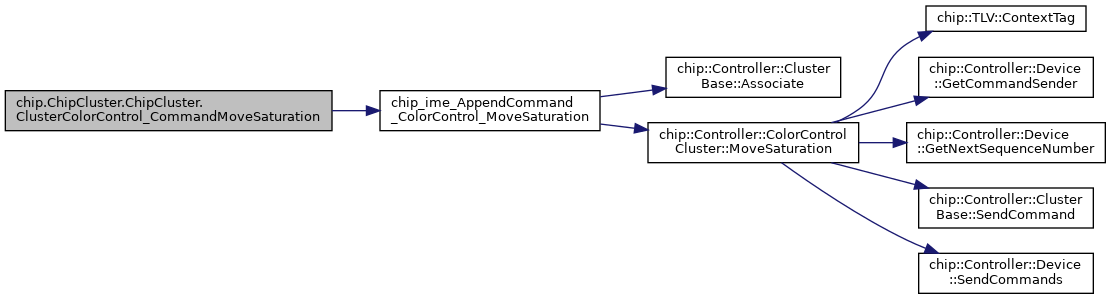 chip.ChipCluster.ChipCluster.
ClusterColorControl_CommandMoveSaturation
chip_ime_AppendCommand
_ColorControl_MoveSaturation
chip::Controller::Cluster
Base::Associate
chip::Controller::ColorControl
Cluster::MoveSaturation
chip::TLV::ContextTag
chip::Controller::Device
::GetCommandSender
chip::Controller::Device
::GetNextSequenceNumber
chip::Controller::Cluster
Base::SendCommand
chip::Controller::Device
::SendCommands